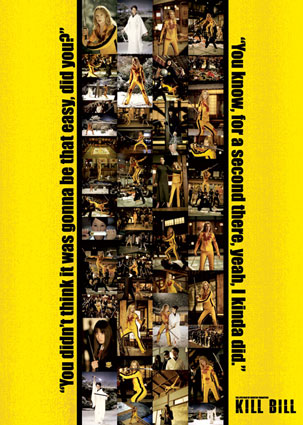 “You didn’t think it was gonna be that easy, did you?”
“You know, for a second there, yeah, I kinda did.”
KILL BILL